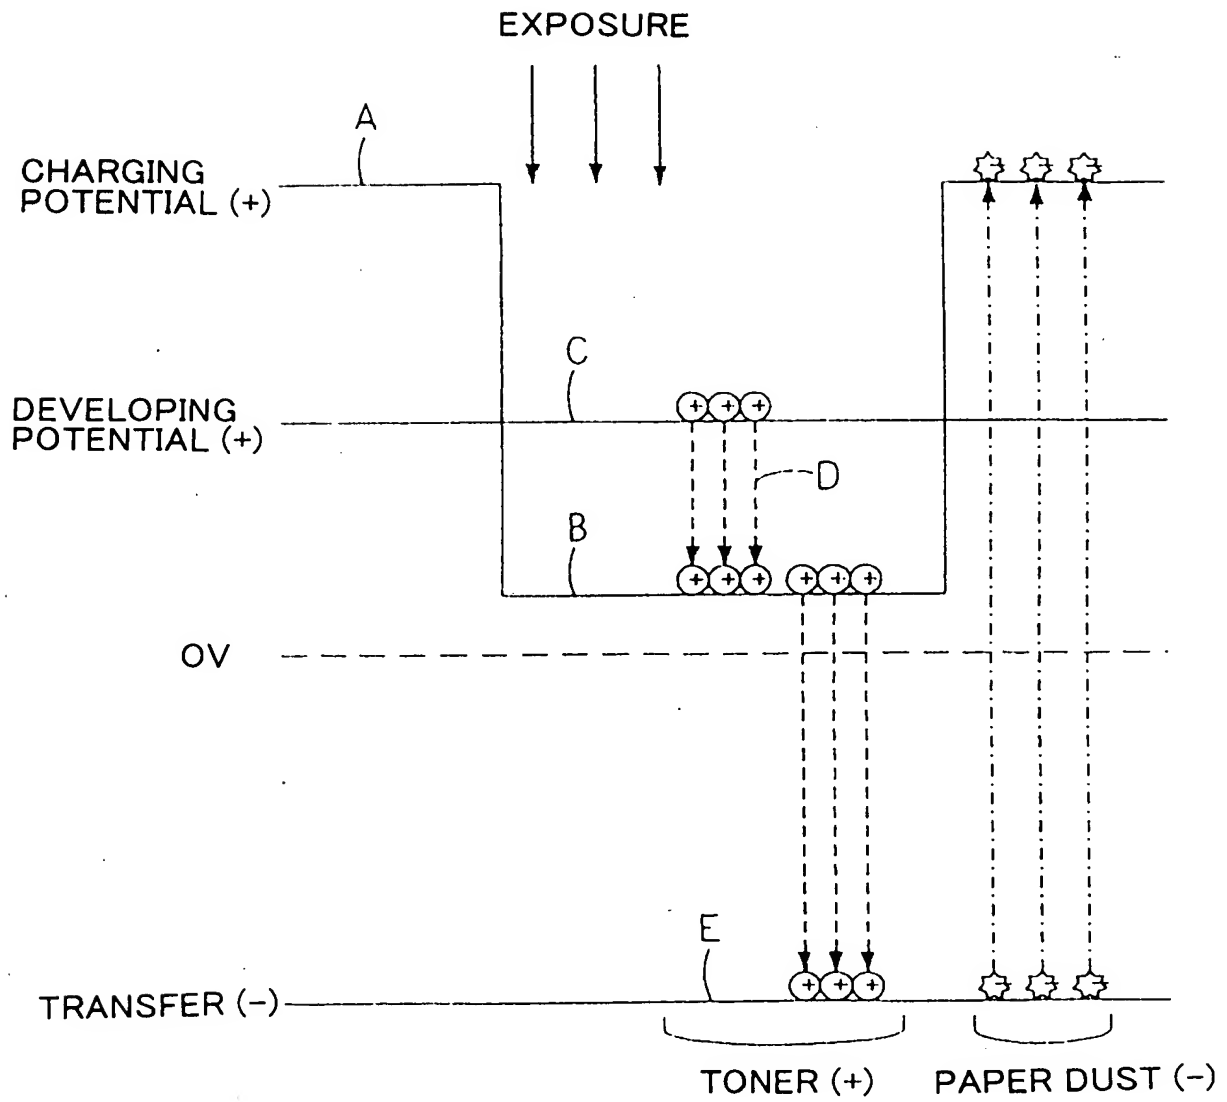 EXPOSURE
A
CHARGING
POTENTIAL (+)
C
+ + +
DEVELOPING
POTENTIAL (+)
D
B
+ + + + + +
OV
E
+ + +
TRANSFER (-)
TONER (+)
PAPER DUST (-)